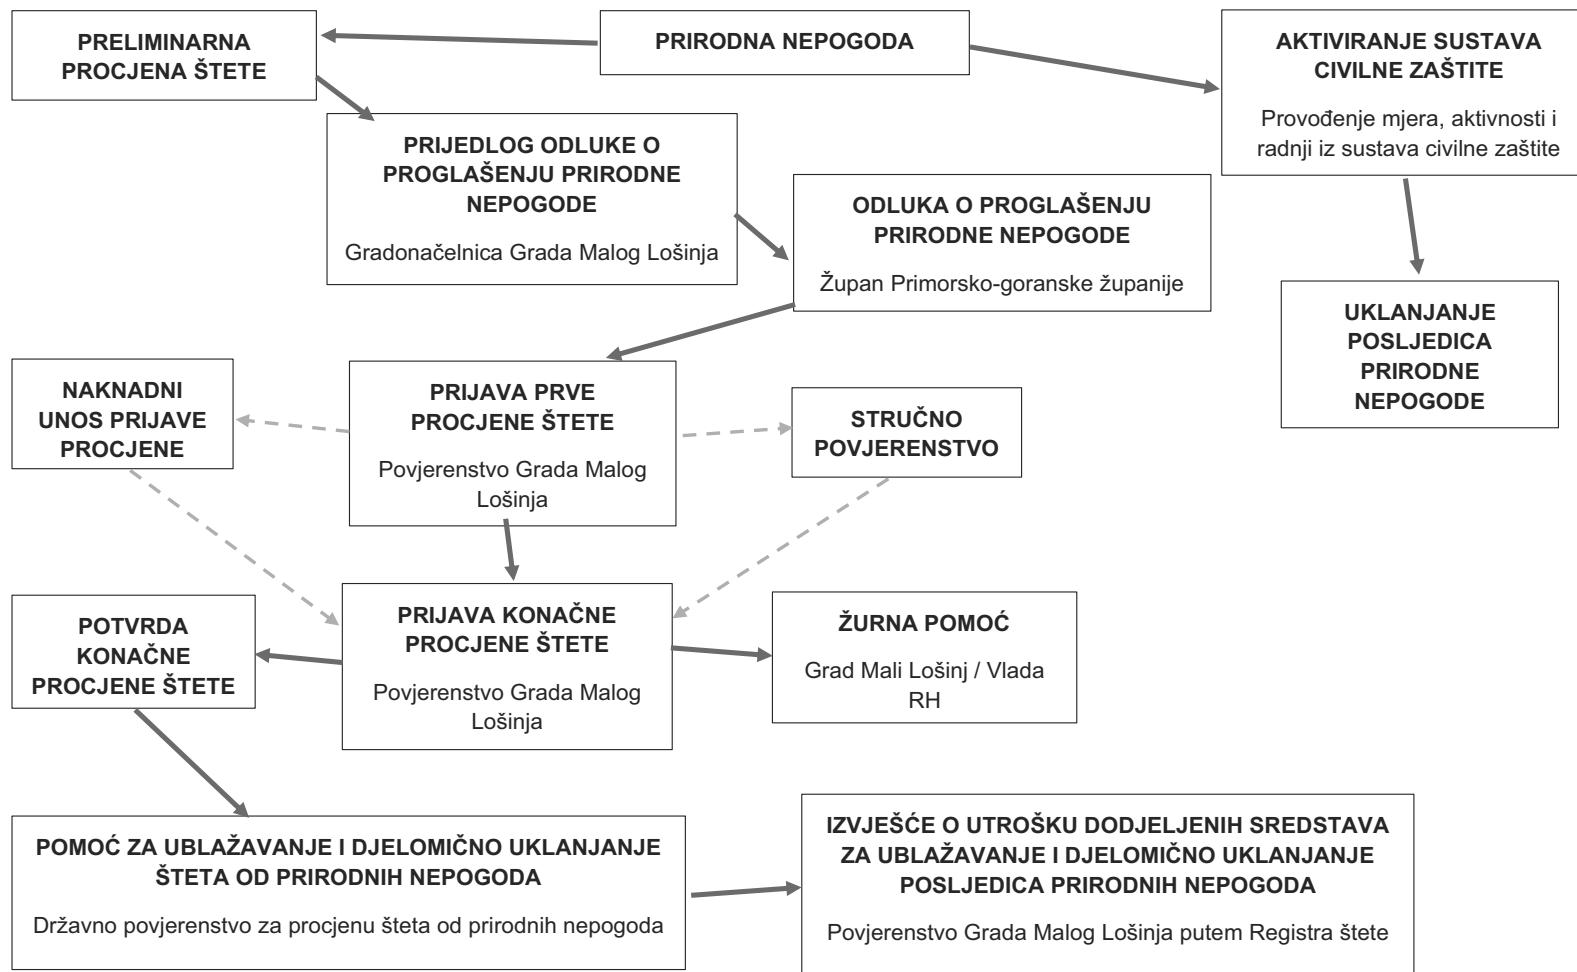 PRELIMINARNA
PROCJENA ŠTETE
PRIRODNA NEPOGODA
AKTIVIRANJE SUSTAVA
CIVILNE ZAŠTITE
Provođenje mjera, aktivnosti i
radnji iz sustava civilne zaštite
PRIJEDLOG ODLUKE O
PROGLAŠENJU PRIRODNE
NEPOGODE
Gradonačelnica Grada Malog Lošinja
ODLUKA O PROGLAŠENJU
PRIRODNE NEPOGODE
Župan Primorsko-goranske županije
UKLANJANJE
POSLJEDICA
PRIRODNE
NEPOGODE
NAKNADNI
UNOS PRIJAVE
PROCJENE
PRIJAVA PRVE
PROCJENE ŠTETE
Povjerenstvo Grada Malog
Lošinja
STRUČNO
POVJERENSTVO
POTVRDA
KONAČNE
PROCJENE ŠTETE
PRIJAVA KONAČNE
PROCJENE ŠTETE
Povjerenstvo Grada Malog
Lošinja
ŽURNA POMOĆ
Grad Mali Lošinj / Vlada
RH
POMOĆ ZA UBLAŽAVANJE I DJELOMIČNO UKLANJANJE
ŠTETA OD PRIRODNIH NEPOGODA
Državno povjerenstvo za procjenu šteta od prirodnih nepogoda
IZVJEŠĆE O UTROŠKU DODJELJENIH SREDSTAVA
ZA UBLAŽAVANJE I DJELOMIČNO UKLANJANJE
POSLJEDICA PRIRODNIH NEPOGODA
Povjerenstvo Grada Malog Lošinja putem Registra štete